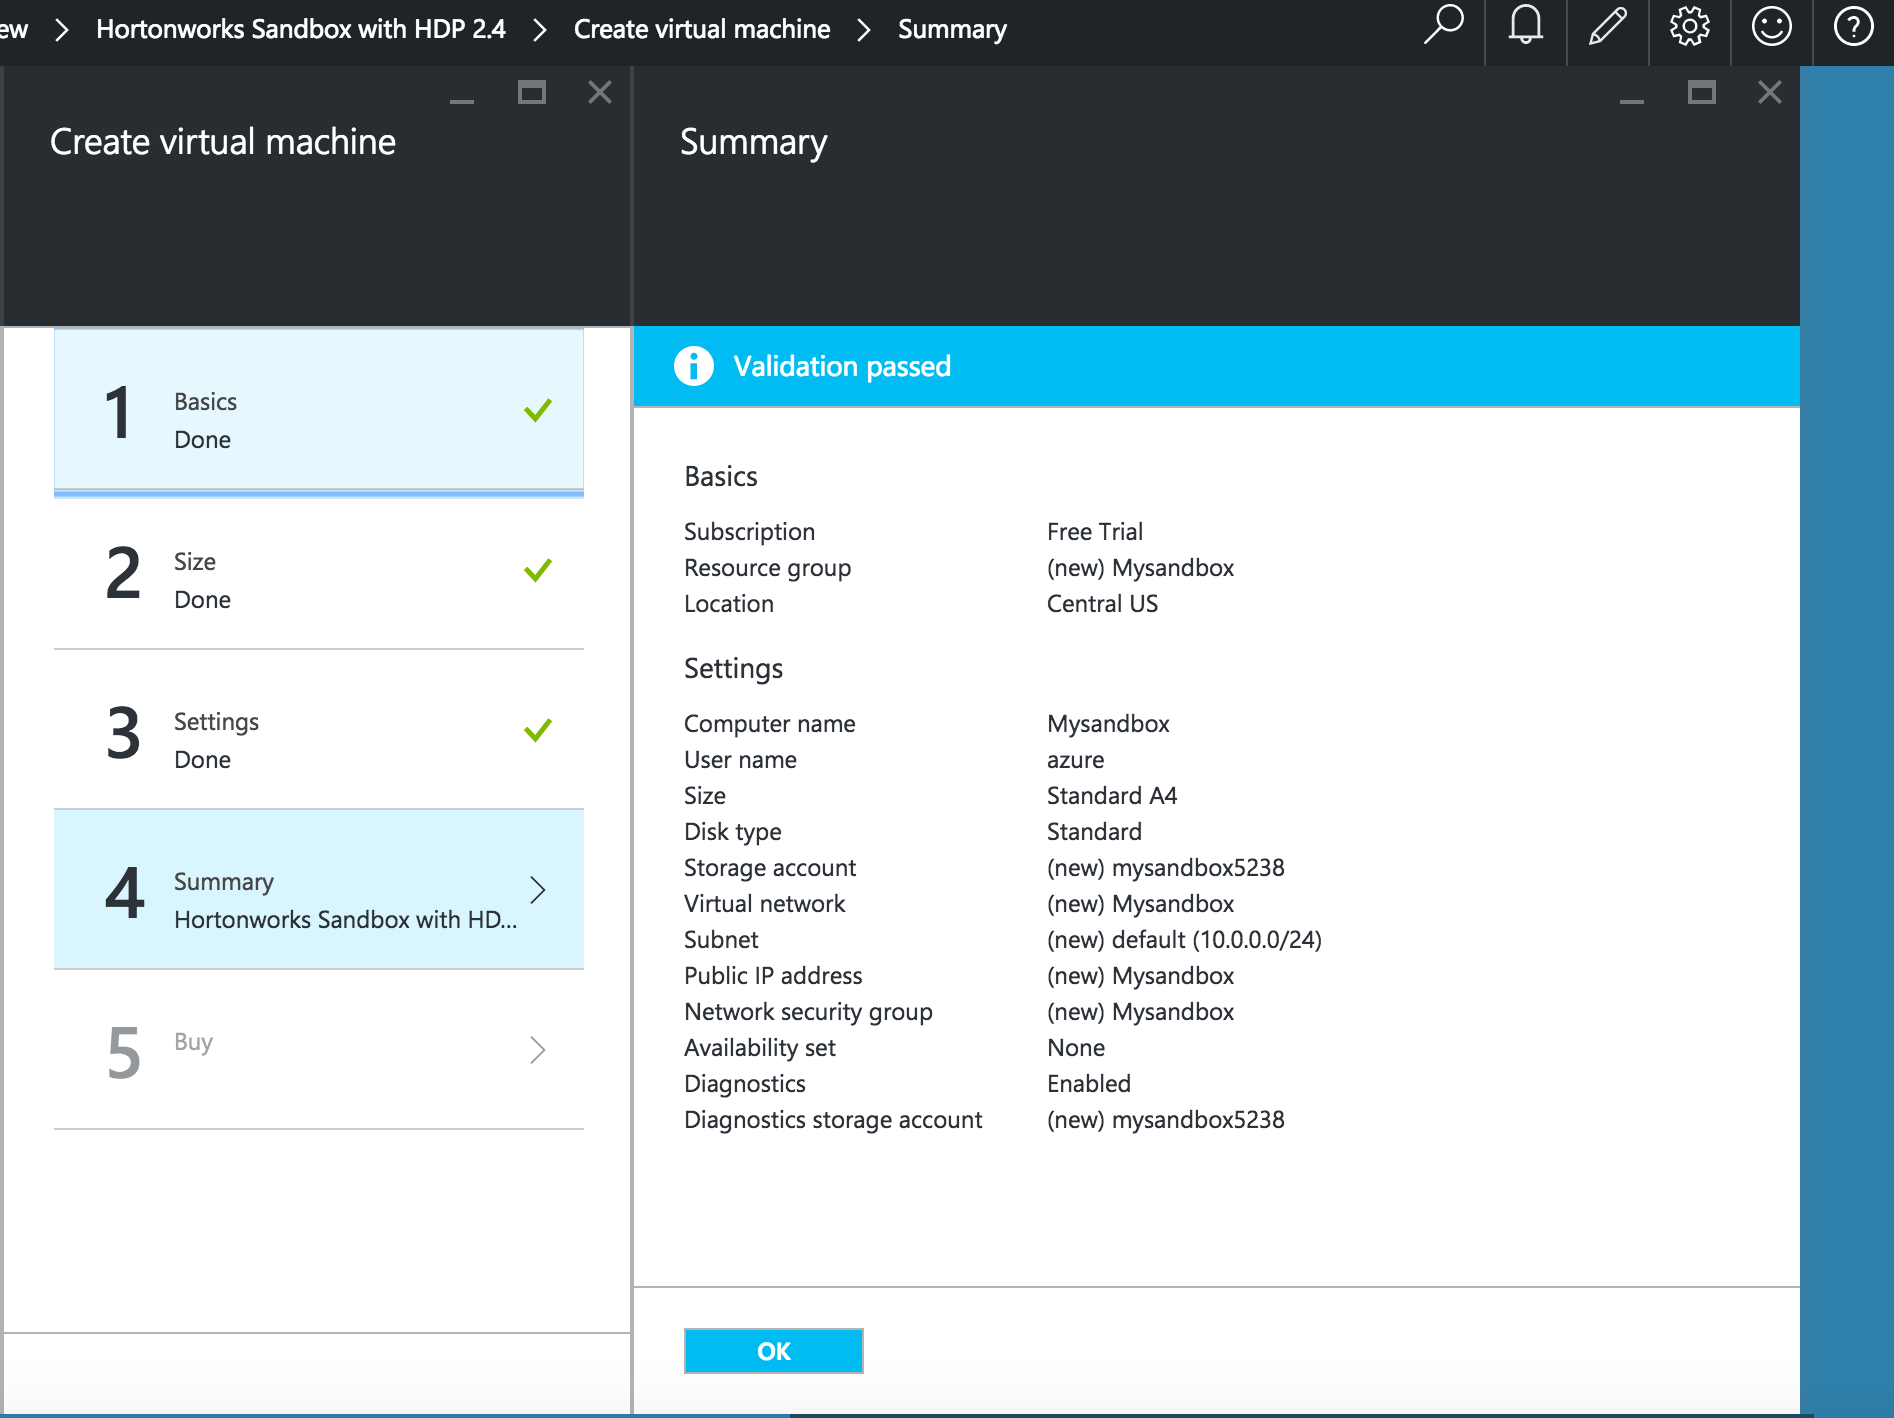 ew > Hortonworks Sandbox with HDP 2.4 > Create virtual machine > Summary
Create virtual machine
1 Basics
Done
2 Size
Done
3 Settings
Done
4 Summary
Hortonworks Sandbox with HD...
5 Buy
Summary
Validation passed
Basics
Subscription Free Trial
Resource group (new) Mysandbox
Location Central US
Settings
Computer name Mysandbox
User name azure
Size Standard A4
Disk type Standard
Storage account (new) mysandbox5238
Virtual network (new) Mysandbox
Subnet (new) default (10.0.0.0/24)
Public IP address (new) Mysandbox
Network security group (new) Mysandbox
Availability set None
Diagnostics Enabled
Diagnostics storage account (new) mysandbox5238
OK